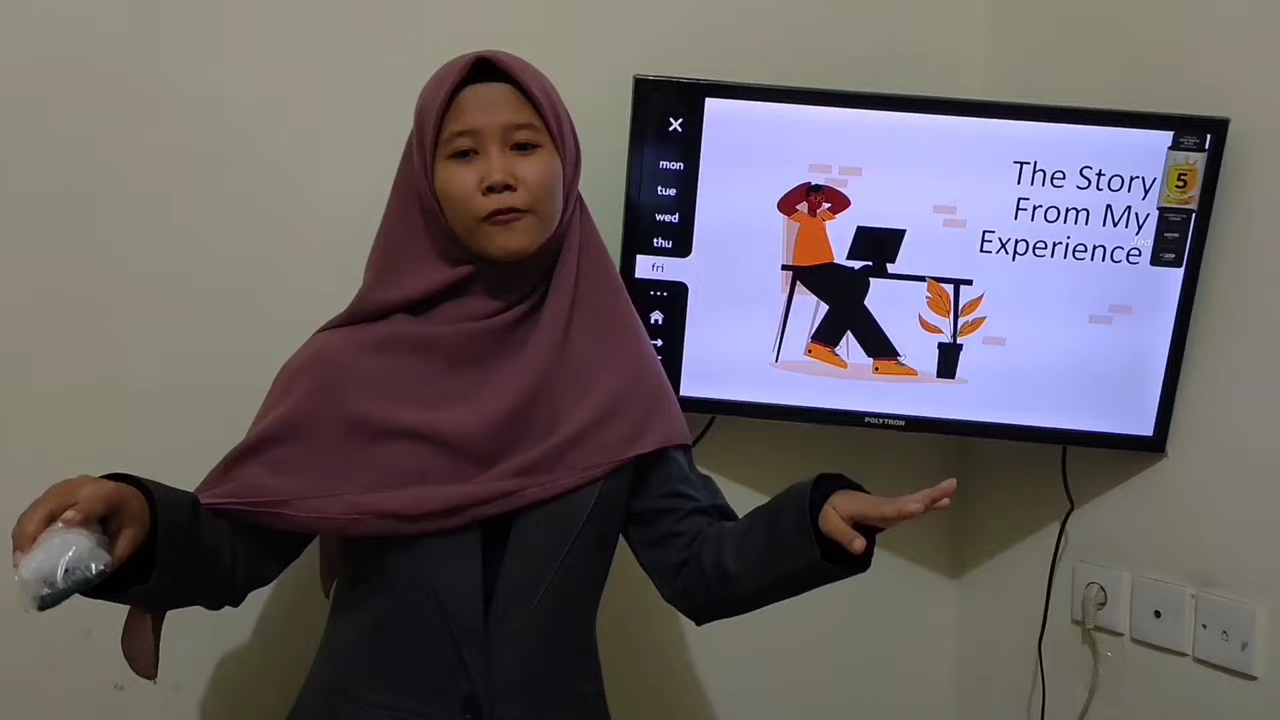 mon
tue
wed
thu
fri
The Story
From My
Experience
5
POLYTRON